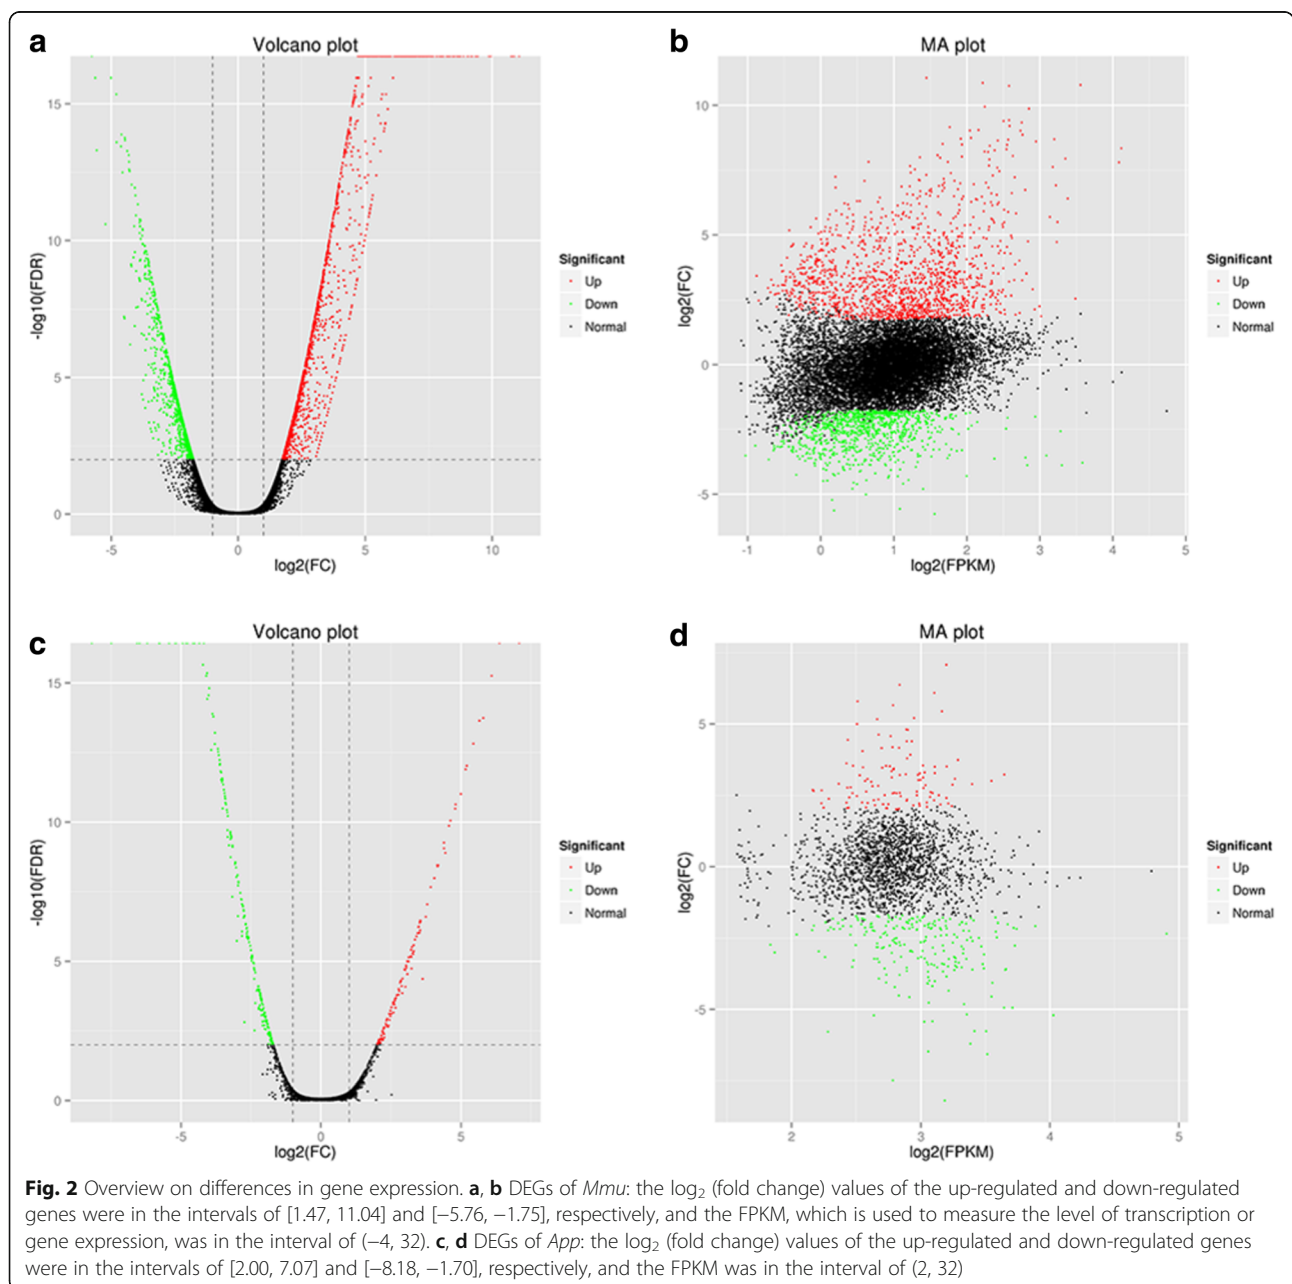 a
Volcano plot
15
10
5
0
-log10(FDR)
-5
0
5
10
log2(FC)
Significant
Up
Down
Normal
b
MA plot
10
5
0
-5
log2(FC)
-1
0
1
2
3
4
5
log2(FPKM)
Significant
Up
Down
Normal
c
Volcano plot
15
10
5
0
-log10(FDR)
-5
0
5
log2(FC)
Significant
Up
Down
Normal
d
MA plot
5
0
-5
log2(FC)
2
3
4
5
log2(FPKM)
Significant
Up
Down
Normal
Fig. 2 Overview on differences in gene expression. a, b DEGs of Mmu: the log₂ (fold change) values of the up-regulated and down-regulated
genes were in the intervals of [1.47, 11.04] and [−5.76, −1.75], respectively, and the FPKM, which is used to measure the level of transcription or
gene expression, was in the interval of (−4, 32). c, d DEGs of App: the log₂ (fold change) values of the up-regulated and down-regulated genes
were in the intervals of [2.00, 7.07] and [−8.18, −1.70], respectively, and the FPKM was in the interval of (2, 32)